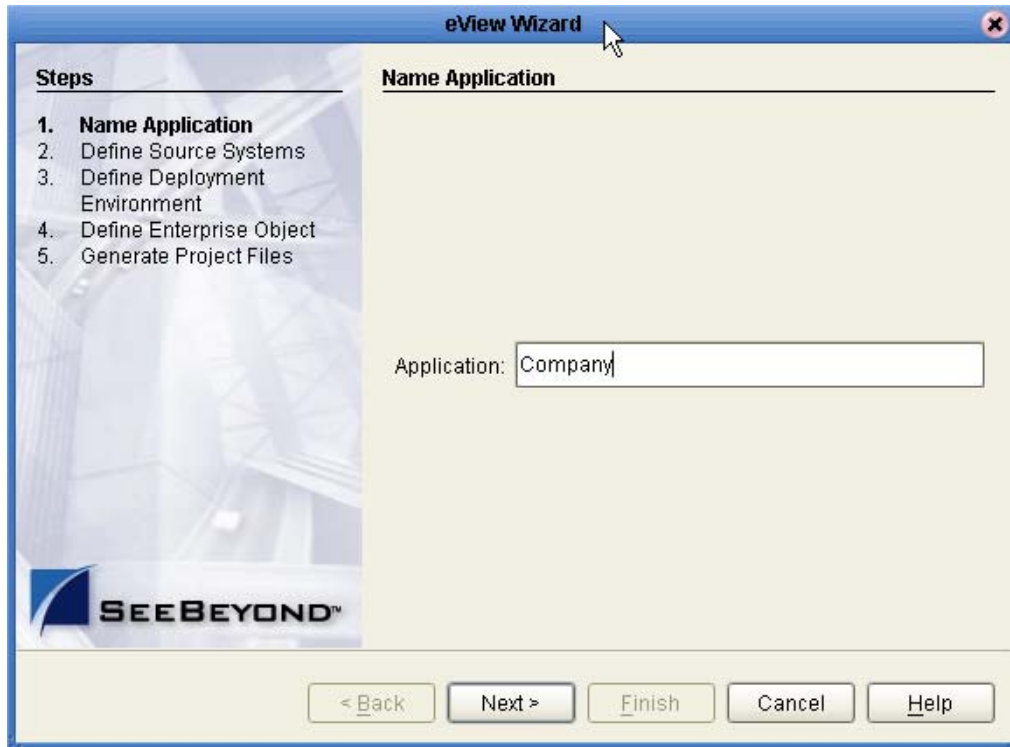 eView Wizard
Steps
1. Name Application
2. Define Source Systems
3. Define Deployment
Environment
4. Define Enterprise Object
5. Generate Project Files
SEEBEYOND™
Name Application
Application: Company
< Back Next > Finish Cancel Help